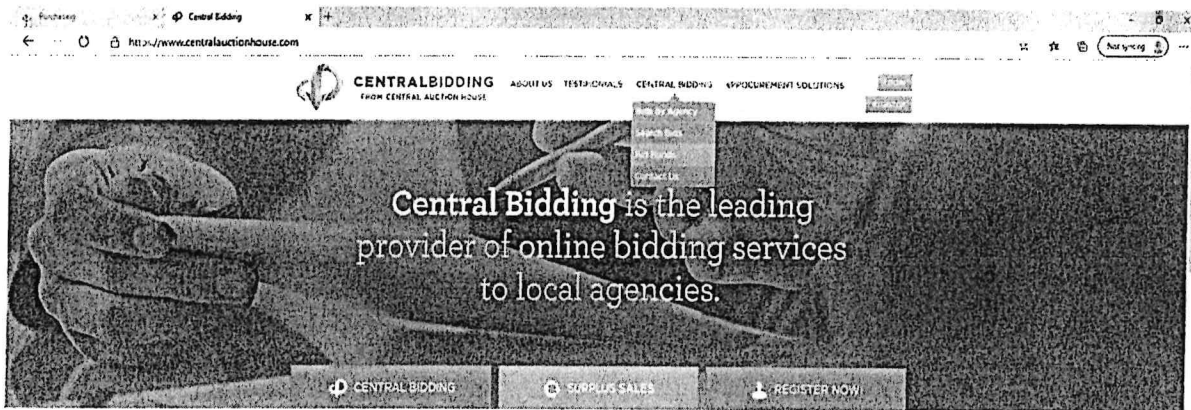 Purchasing
Central Bidding
https://www.centralauctionhouse.com
Not syncing
CENTRALBIDDING
FROM CENTRAL AUCTION HOUSE
ABOUT US TESTIMONIALS CENTRAL BIDDING EPROCUREMENT SOLUTIONS
Search Bids
Contact Us
Central Bidding is the leading
provider of online bidding services
to local agencies.
CENTRAL BIDDING
SURPLUS SALES
REGISTER NOW!